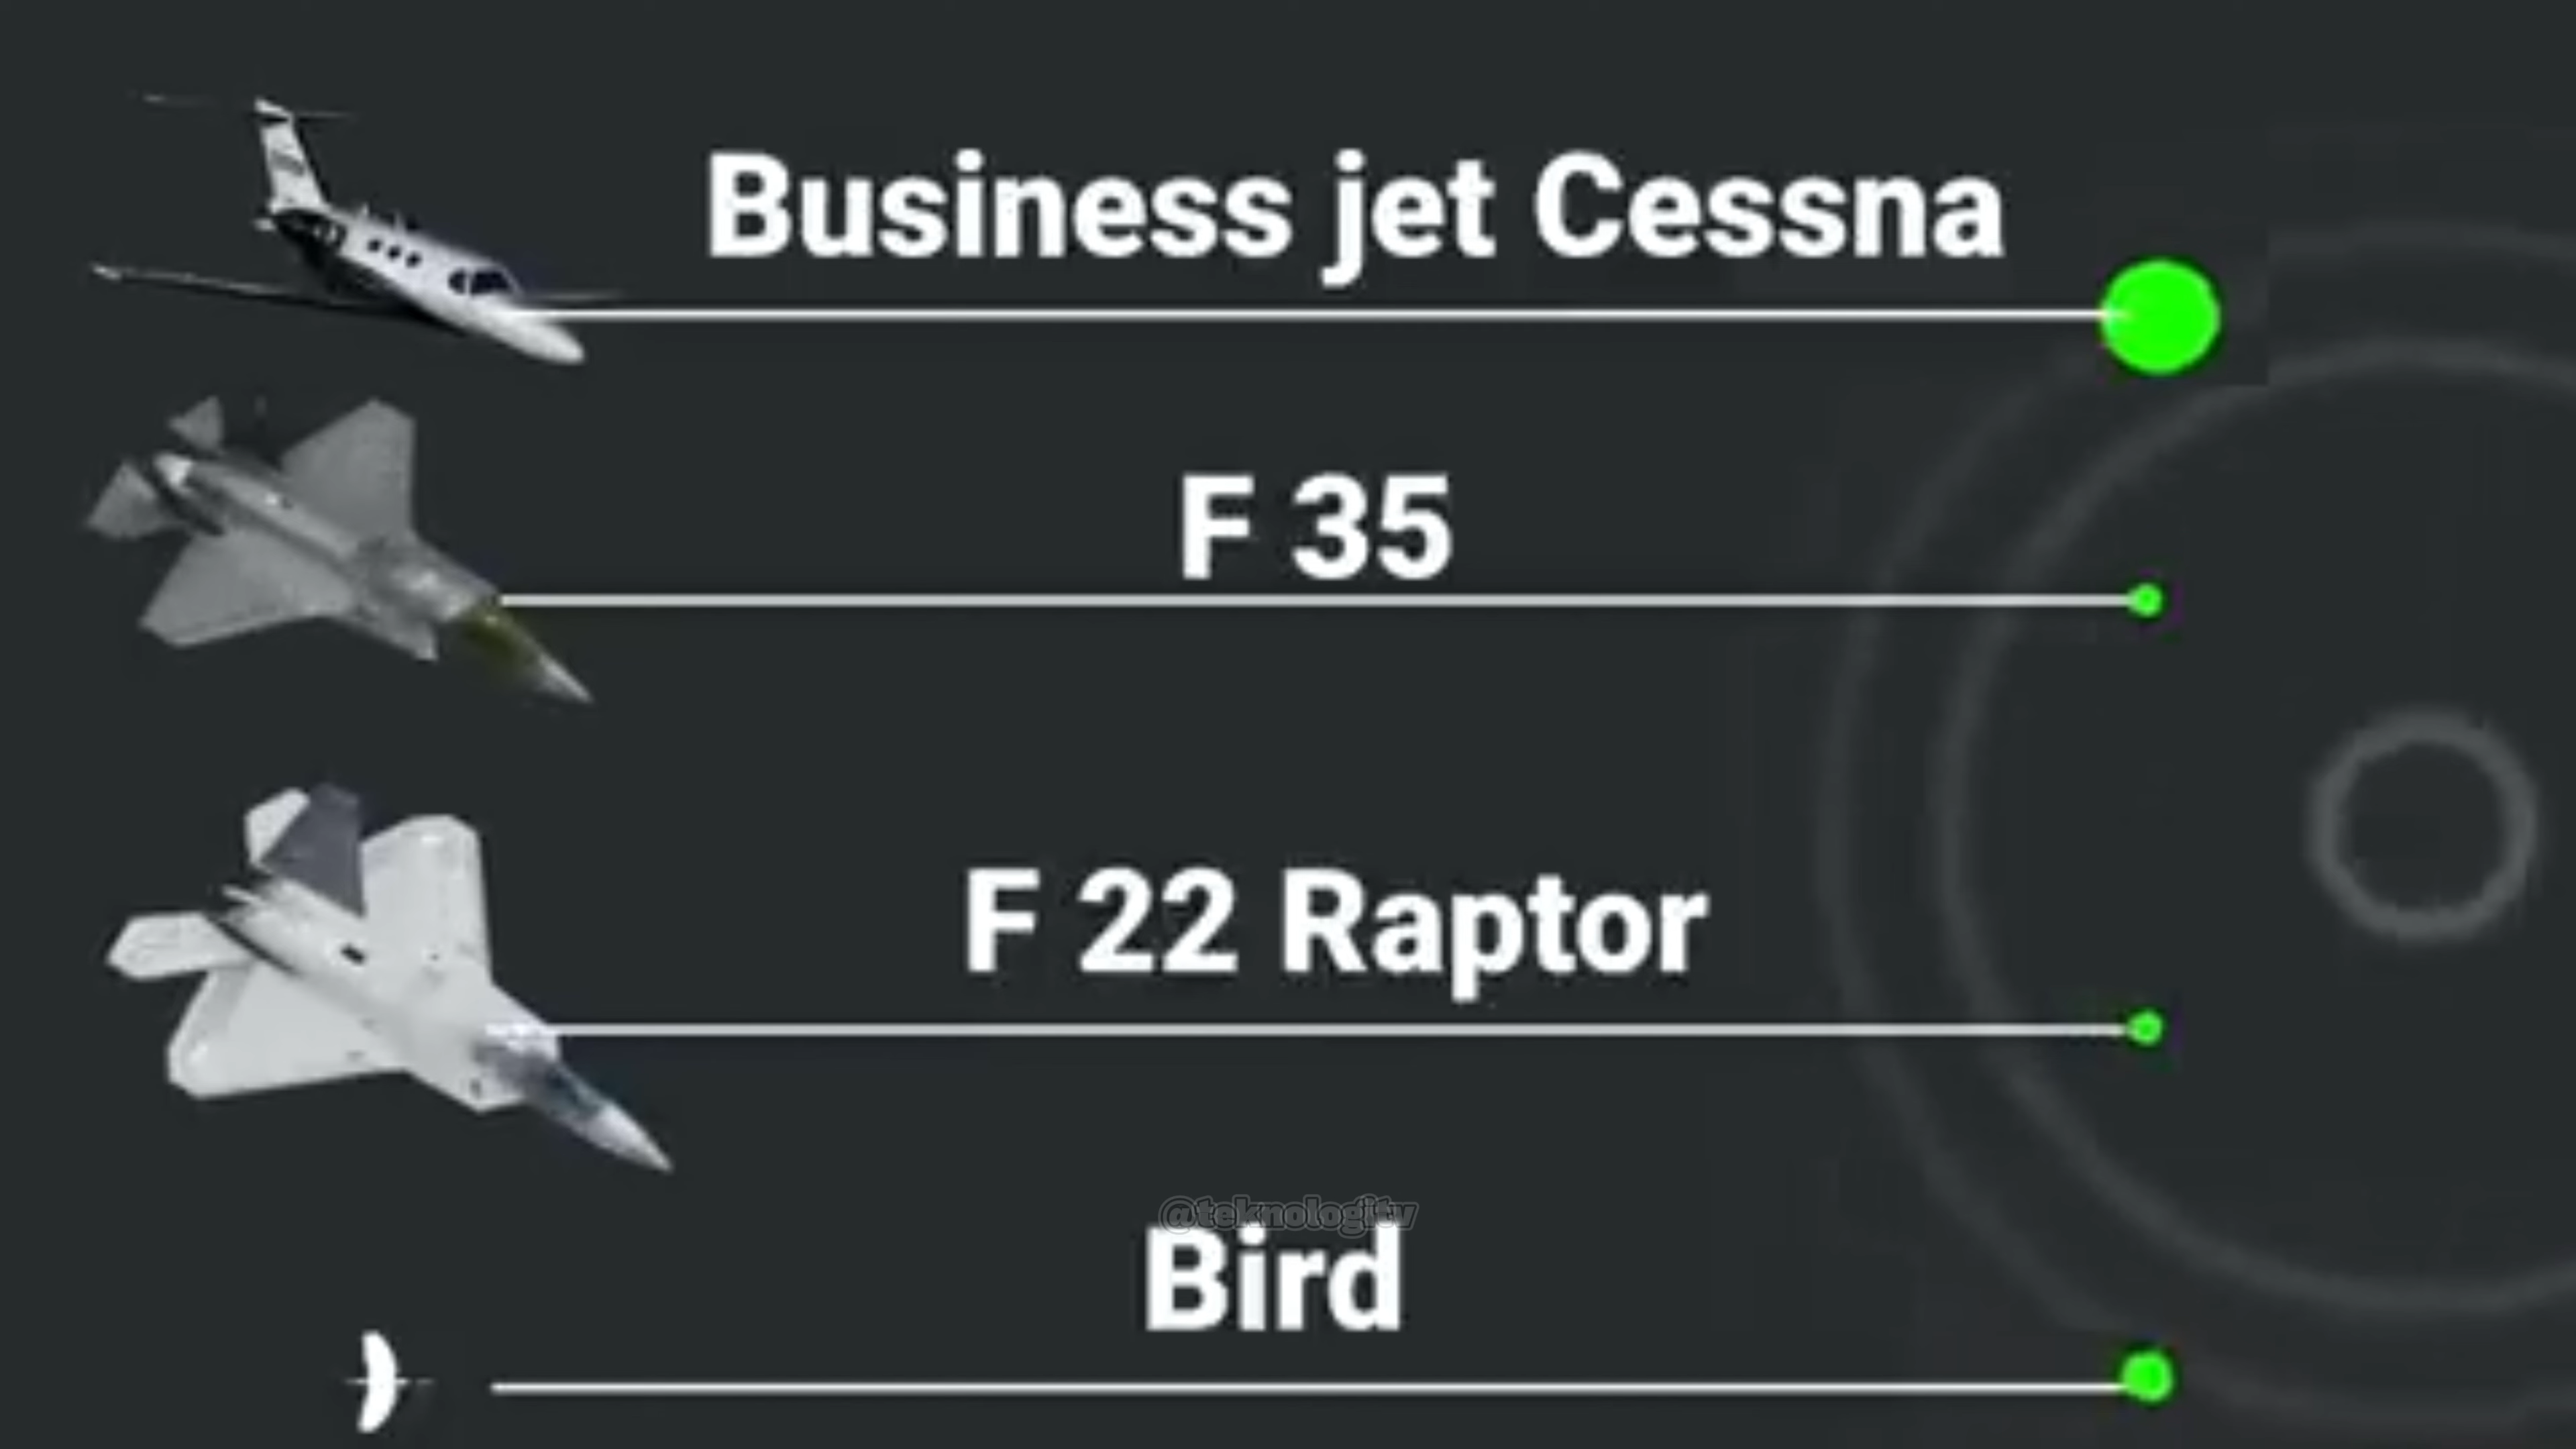 Business jet Cessna
F 35
F 22 Raptor
@teknologitv
Bird